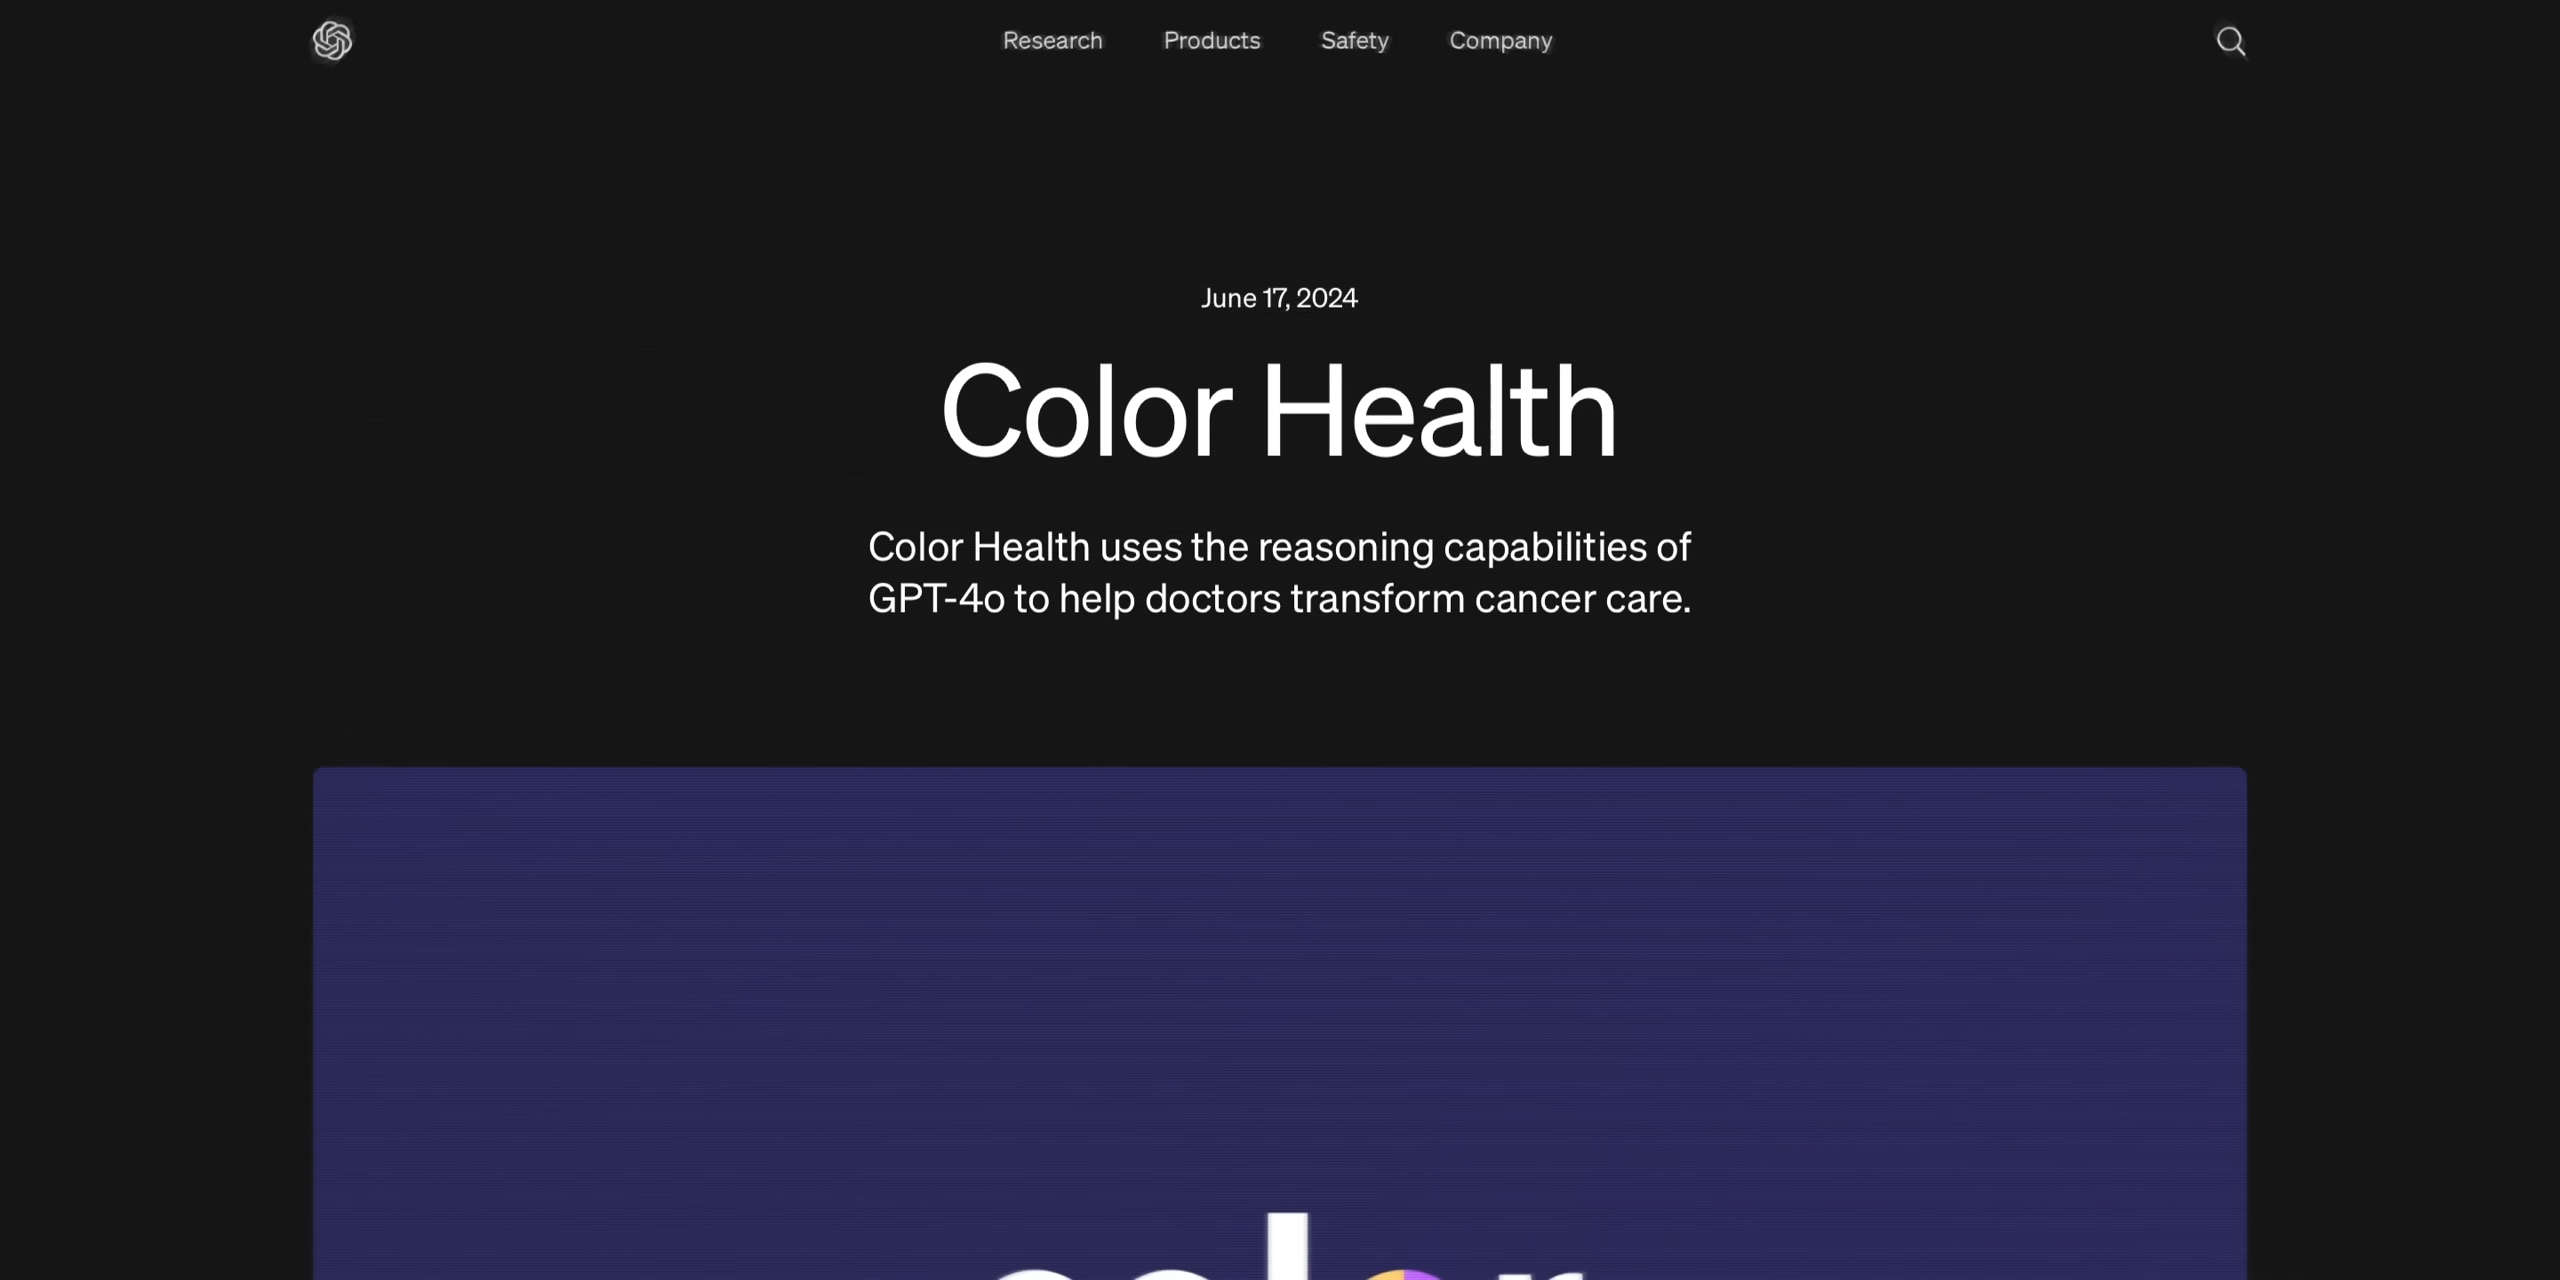 Research Products Safety Company
June 17, 2024
Color Health
Color Health uses the reasoning capabilities of
GPT-4o to help doctors transform cancer care.
color